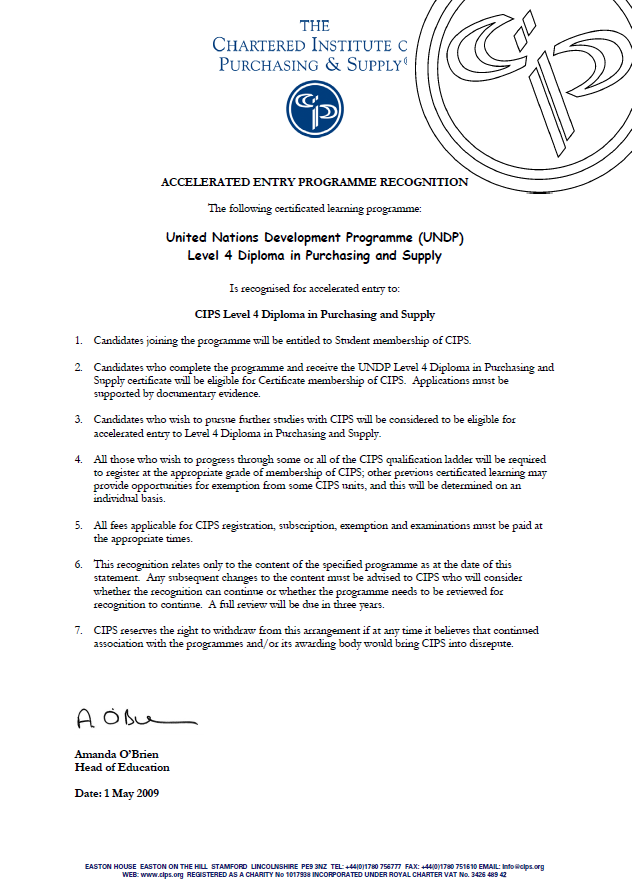 THE
CHARTERED INSTITUTE O
PURCHASING & SUPPLY®
ACCELERATED ENTRY PROGRAMME RECOGNITION
The following certificated learning programme:
United Nations Development Programme (UNDP)
Level 4 Diploma in Purchasing and Supply
Is recognised for accelerated entry to:
CIPS Level 4 Diploma in Purchasing and Supply
1. Candidates joining the programme will be entitled to Student membership of CIPS.
2. Candidates who complete the programme and receive the UNDP Level 4 Diploma in Purchasing and
Supply certificate will be eligible for Certificate membership of CIPS. Applications must be
supported by documentary evidence.
3. Candidates who wish to pursue further studies with CIPS will be considered to be eligible for
accelerated entry to Level 4 Diploma in Purchasing and Supply.
4. All those who wish to progress through some or all of the CIPS qualification ladder will be required
to register at the appropriate grade of membership of CIPS; other previous certificated learning may
provide opportunities for exemption from some CIPS units, and this will be determined on an
individual basis.
5. All fees applicable for CIPS registration, subscription, exemption and examinations must be paid at
the appropriate times.
6. This recognition relates only to the content of the specified programme as at the date of this
statement. Any subsequent changes to the content must be advised to CIPS who will consider
whether the recognition can continue or whether the programme needs to be reviewed for
recognition to continue. A full review will be due in three years.
7. CIPS reserves the right to withdraw from this arrangement if at any time it believes that continued
association with the programmes and/or its awarding body would bring CIPS into disrepute.
A O'Brien
Amanda O'Brien
Head of Education
Date: 1 May 2009
EASTON HOUSE EASTON ON THE HILL STAMFORD LINCOLNSHIRE PE9 3NZ TEL: +44(0)1780 756777 FAX: +44(0)1780 751610 EMAIL: info@cips.org
WEB: www.cips.org REGISTERED AS A CHARITY No 1017938 INCORPORATED UNDER ROYAL CHARTER VAT No. 3426 489 42